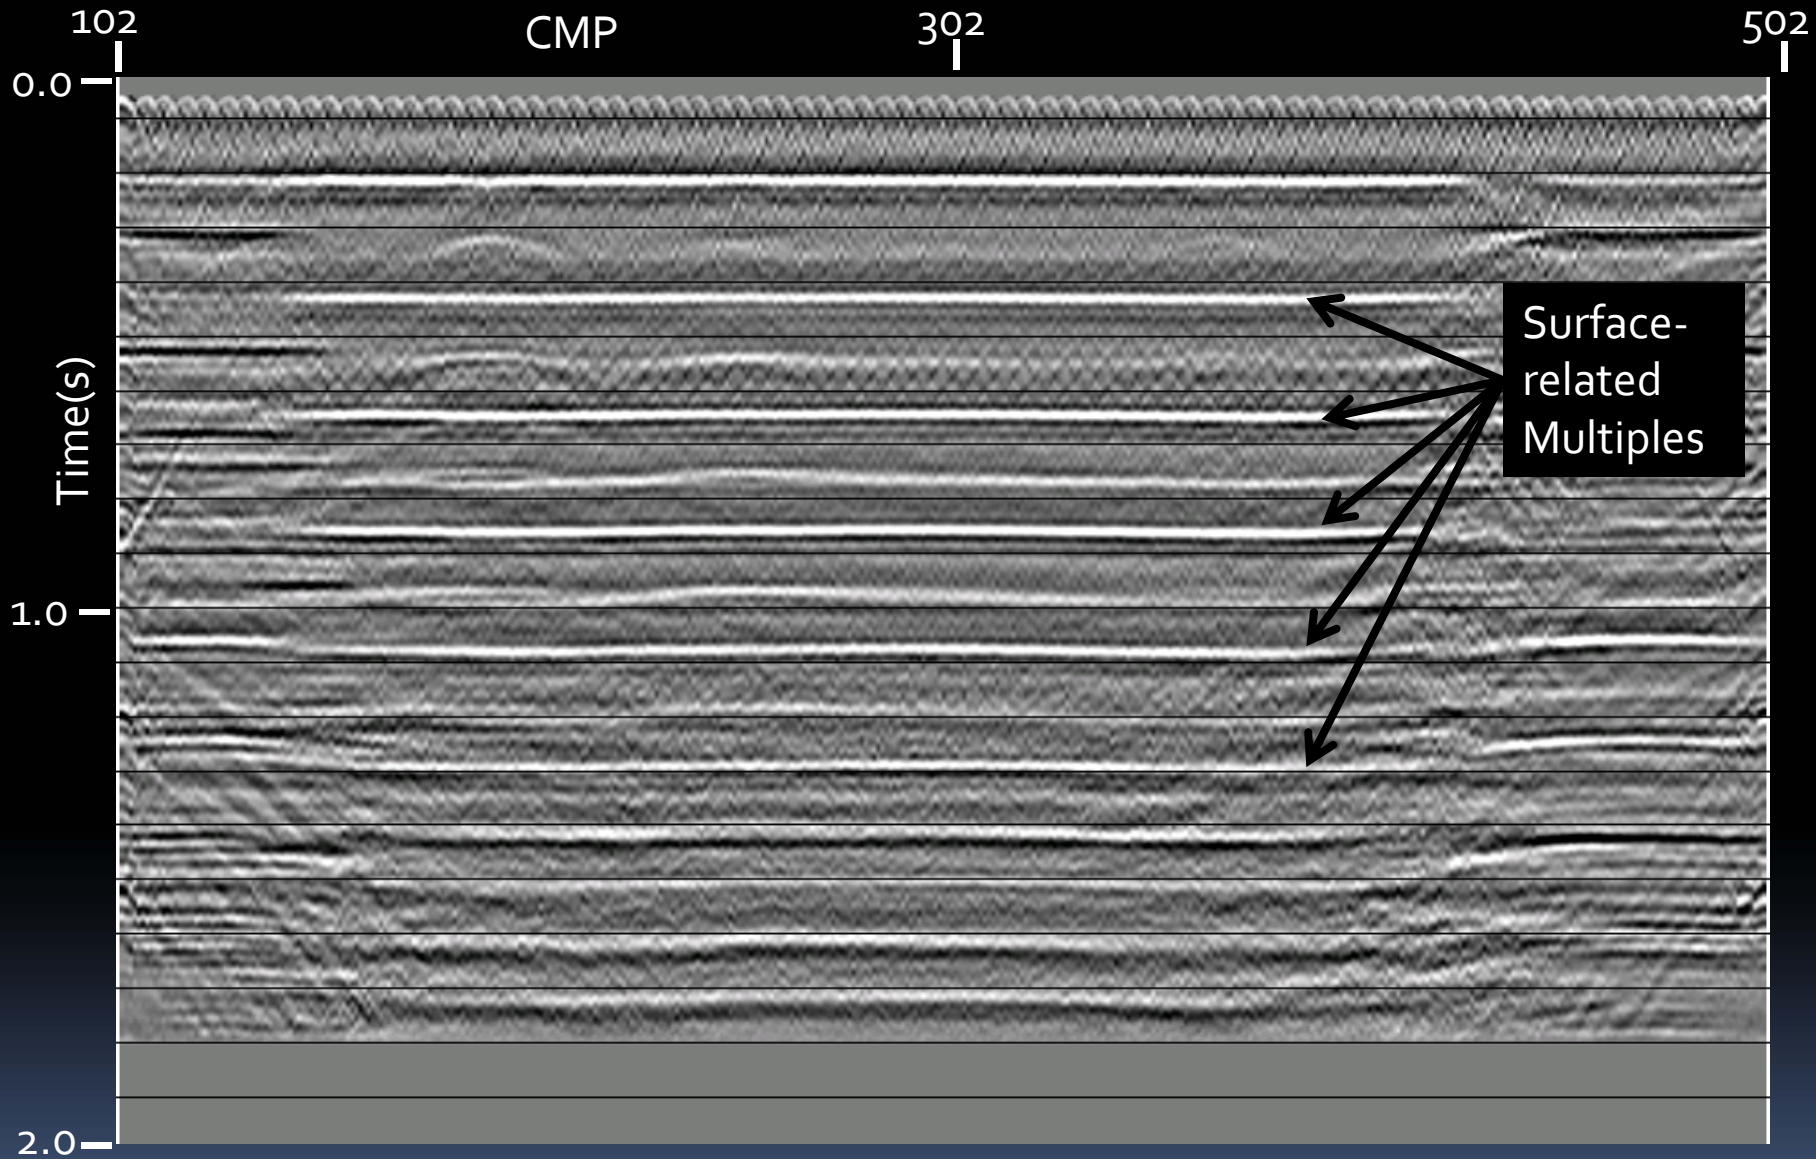 102
CMP
302
502
0.0
Surface-
related
Multiples
Time(s)
1.0
2.0